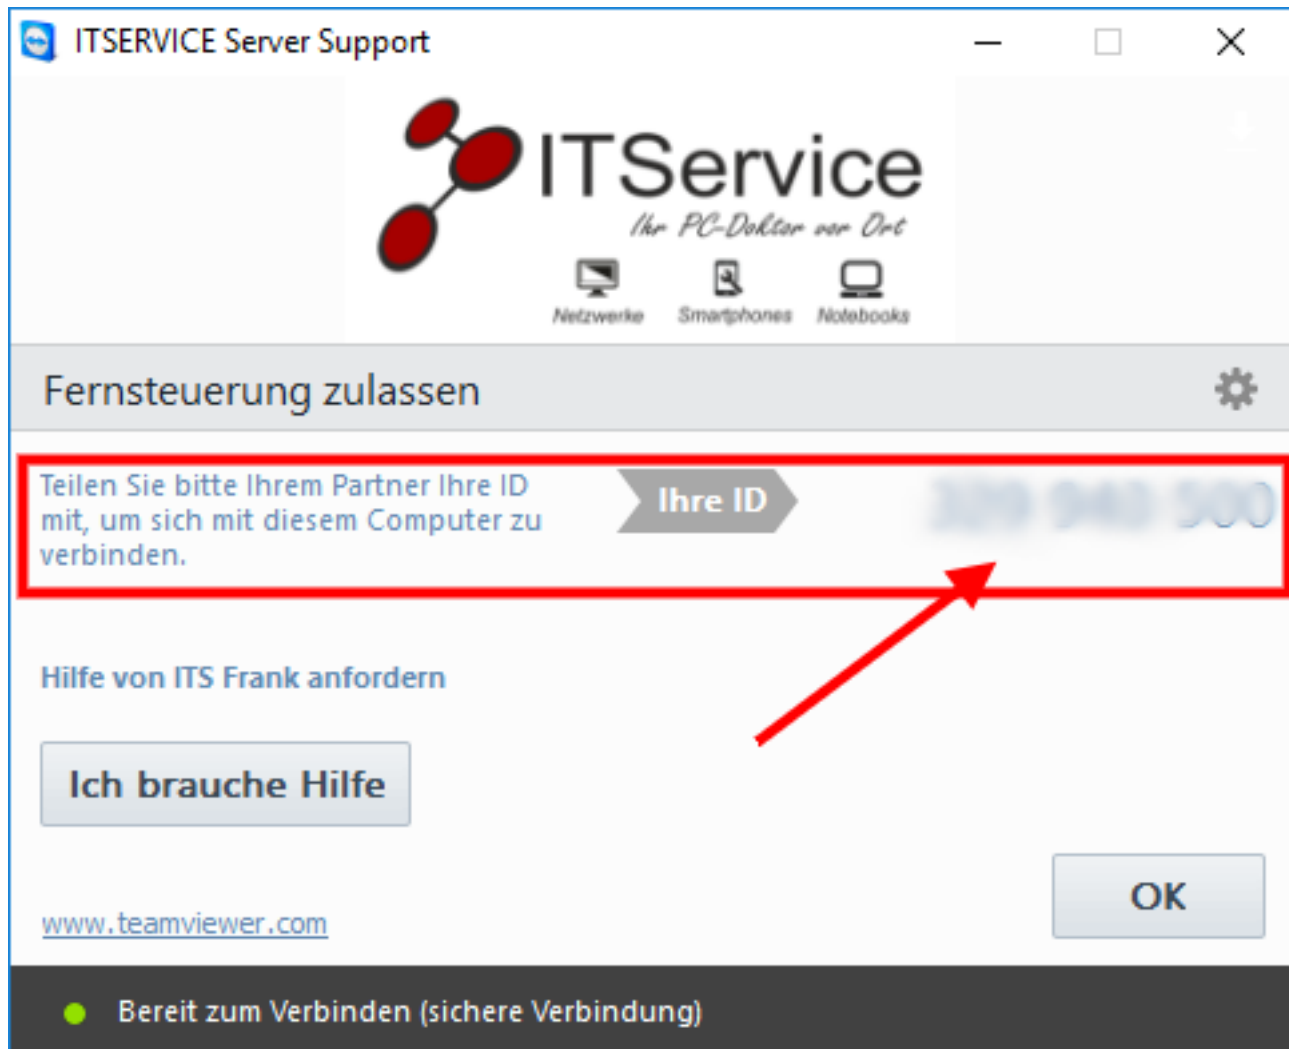 ITSERVICE Server Support
ITService
Ihr PC-Doktor vor Ort
Netzwerke Smartphones Notebooks
Fernsteuerung zulassen
Teilen Sie bitte Ihrem Partner Ihre ID
mit, um sich mit diesem Computer zu
verbinden.
Ihre ID
500
Hilfe von ITS Frank anfordern
Ich brauche Hilfe
OK
www.teamviewer.com
Bereit zum Verbinden (sichere Verbindung)